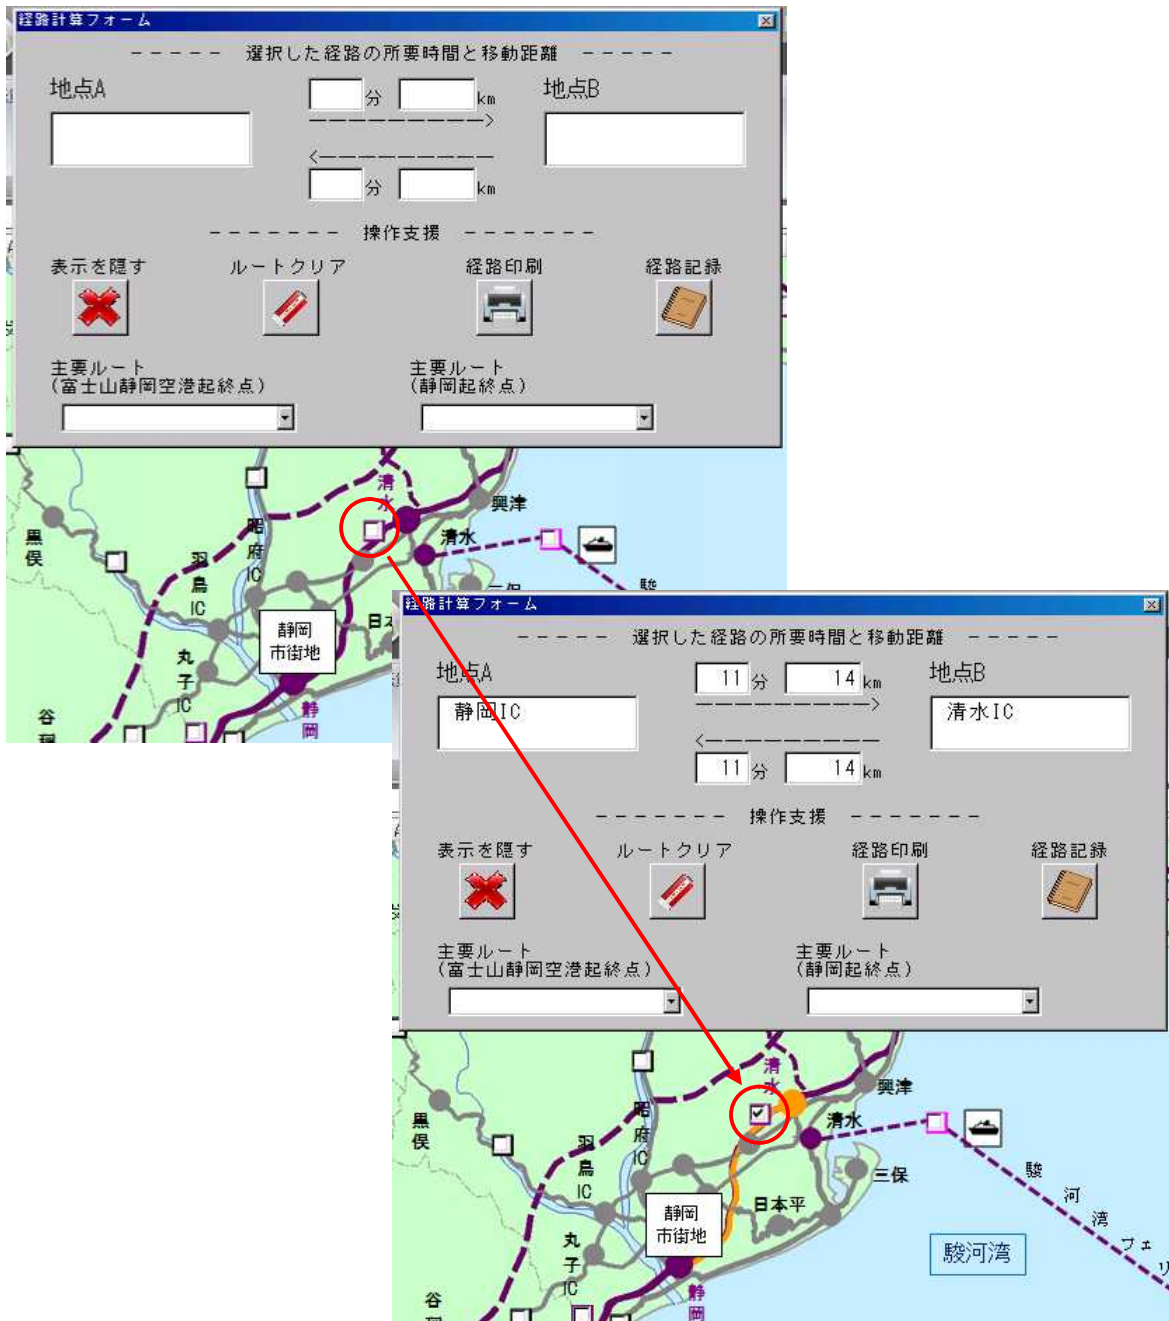 経路計算フォーム
----- 選択した経路の所要時間と移動距離 -----
地点A
分
km
地点B
--------->
<---------
分
km
------- 操作支援 -------
表示を隠す
ルートクリア
経路印刷
経路記録
主要ルート
(富士山静岡空港起終点)
主要ルート
(静岡起終点)
清水
興津
黒俣
昭府IC
羽鳥IC
清水
静岡
市街地
丸子IC
静岡
谷
経路計算フォーム
----- 選択した経路の所要時間と移動距離 -----
地点A
11 分 14 km
地点B
静岡IC
--------->
清水IC
<---------
11 分 14 km
------- 操作支援 -------
表示を隠す
ルートクリア
経路印刷
経路記録
主要ルート
(富士山静岡空港起終点)
主要ルート
(静岡起終点)
清水
興津
黒俣
昭府IC
清水
羽鳥IC
三保
日本平
静岡
市街地
駿河湾フェリ
駿河湾
丸子IC
静岡
谷